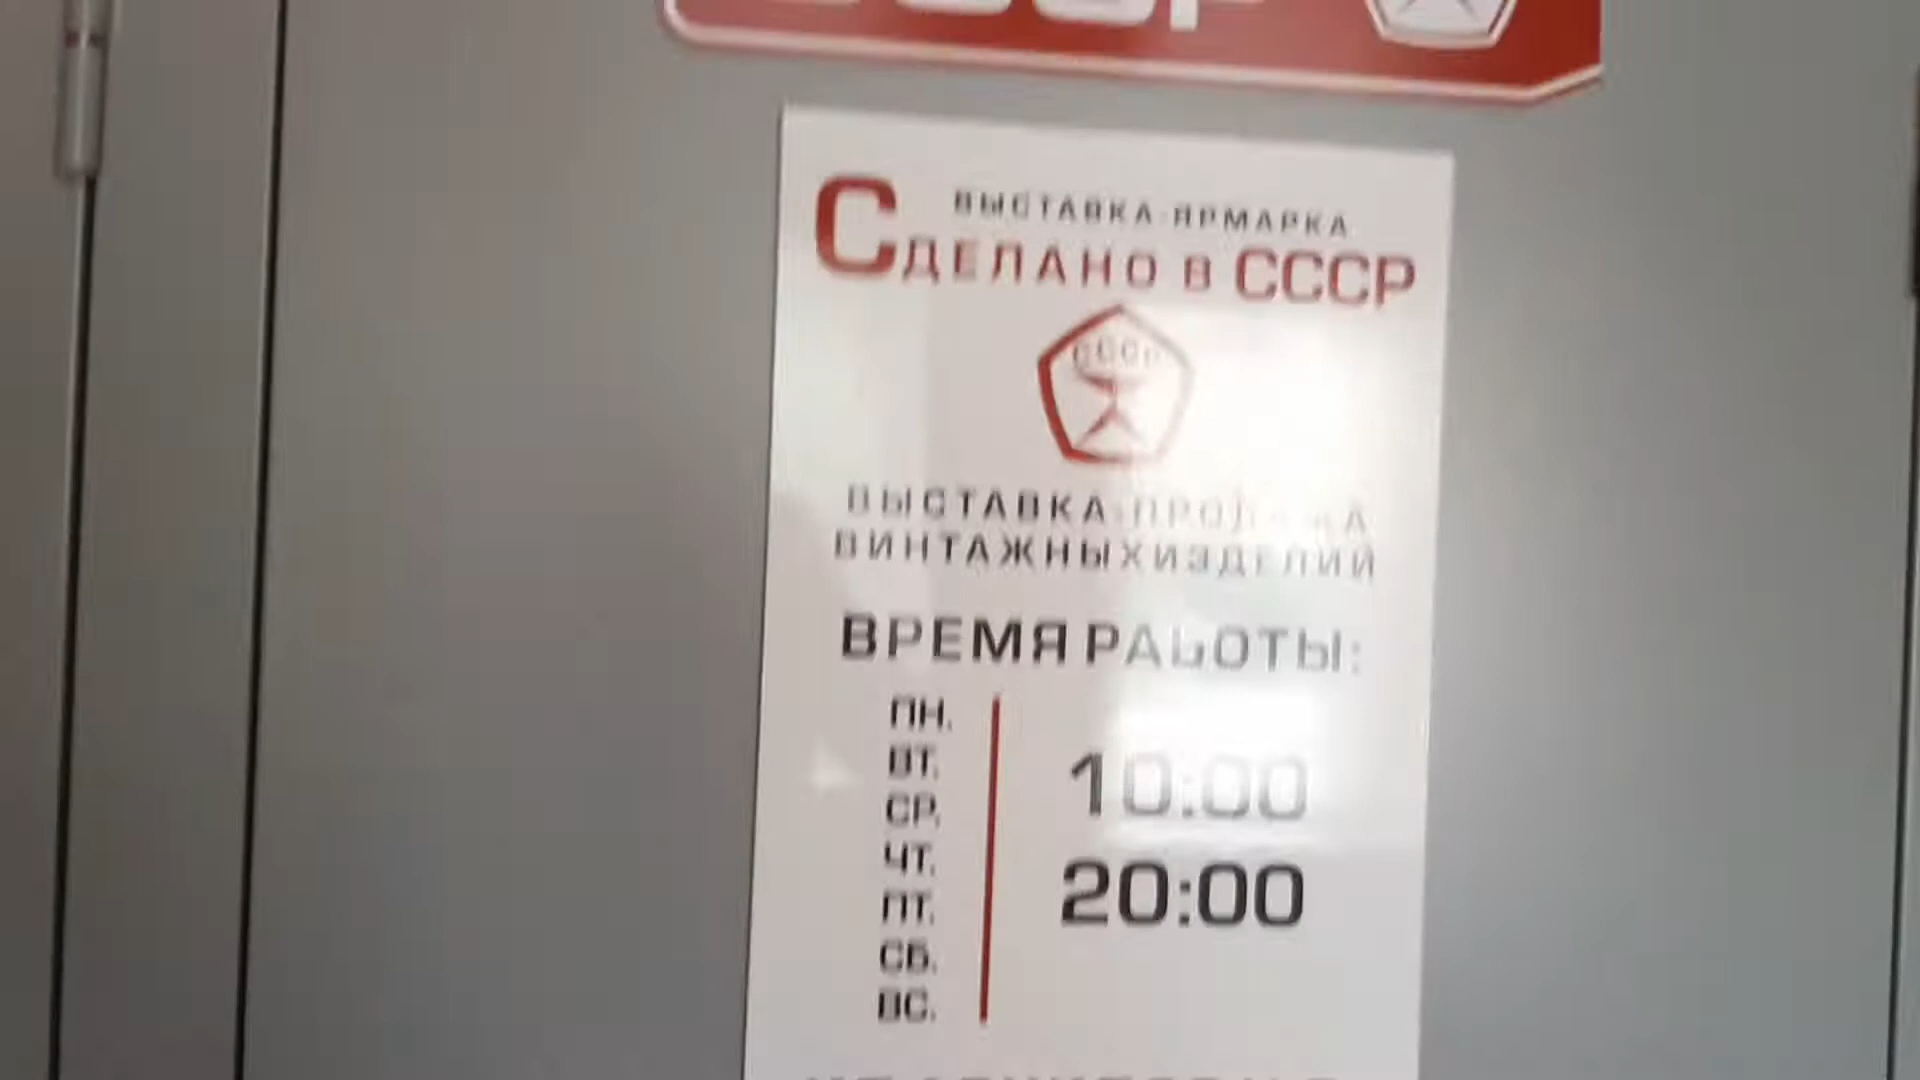 СССР
ВЫСТАВКА-ЯРМАРКА
СДЕЛАНО В СССР
СССР
ВЫСТАВКА-ПРОДАЖА
ВИНТАЖНЫХ ИЗДЕЛИЙ
ВРЕМЯ РАБОТЫ:
ПН.
ВТ.
СР.
ЧТ.
ПТ.
СБ.
ВС.
10:00
20:00